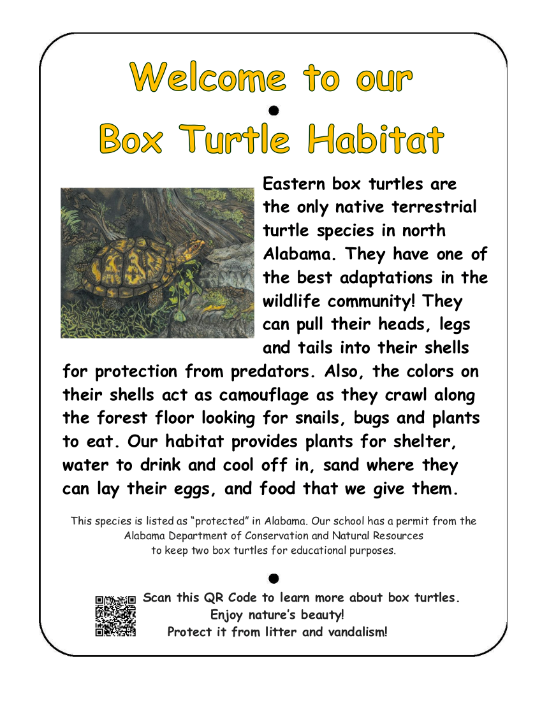 Welcome to our
Box Turtle Habitat
Eastern box turtles are
the only native terrestrial
turtle species in north
Alabama. They have one of
the best adaptations in the
wildlife community! They
can pull their heads, legs
and tails into their shells
for protection from predators. Also, the colors on
their shells act as camouflage as they crawl along
the forest floor looking for snails, bugs and plants
to eat. Our habitat provides plants for shelter,
water to drink and cool off in, sand where they
can lay their eggs, and food that we give them.
This species is listed as “protected” in Alabama. Our school has a permit from the
Alabama Department of Conservation and Natural Resources
to keep two box turtles for educational purposes.
Scan this QR Code to learn more about box turtles.
Enjoy nature’s beauty!
Protect it from litter and vandalism!